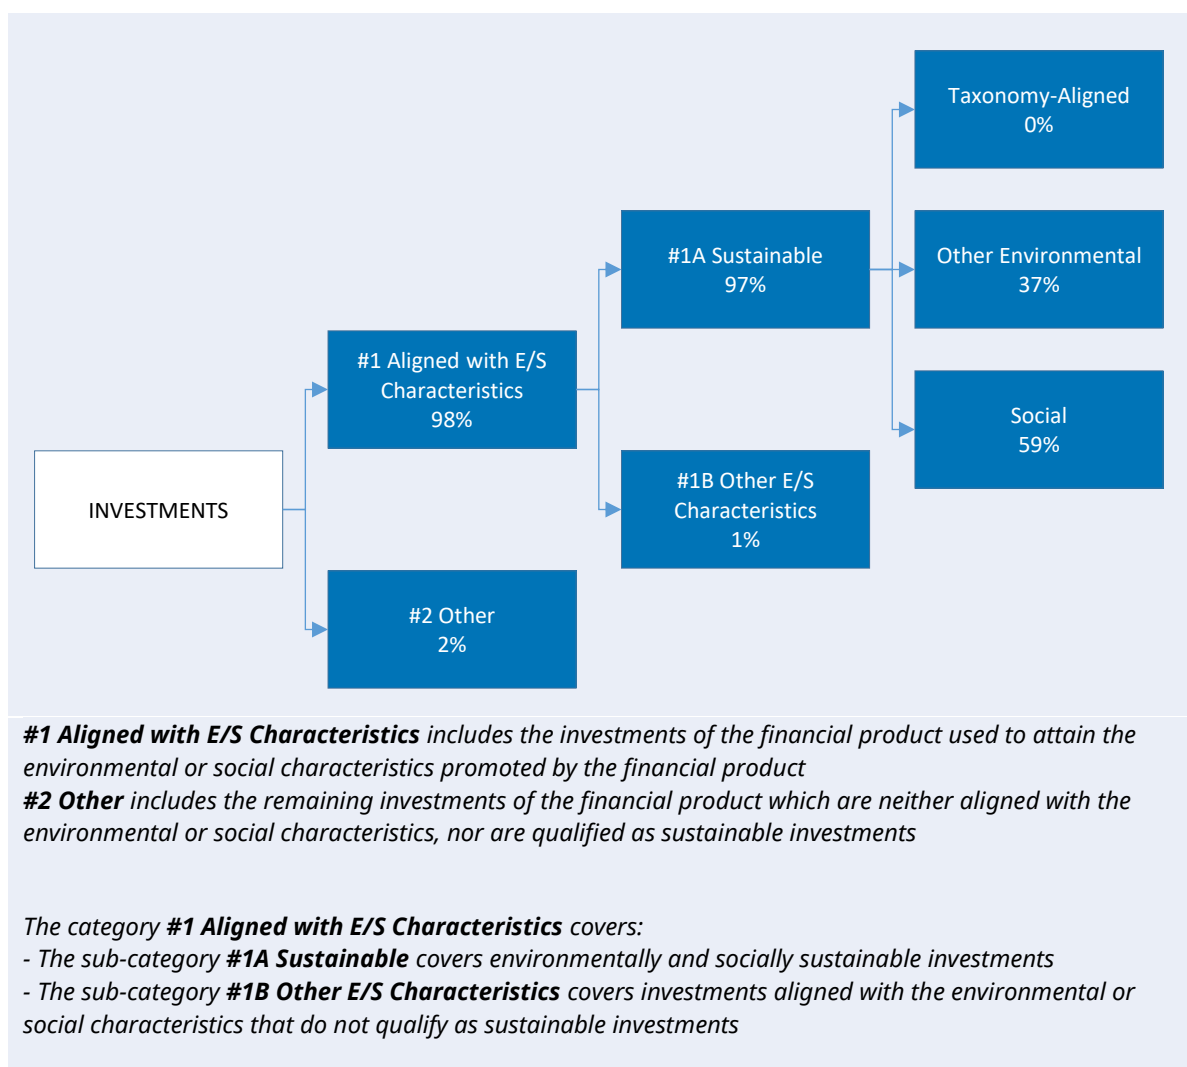 Taxonomy-Aligned
0%
#1A Sustainable
97%
Other Environmental
37%
#1 Aligned with E/S
Characteristics
98%
Social
59%
INVESTMENTS
#1B Other E/S
Characteristics
1%
#2 Other
2%
#1 Aligned with E/S Characteristics includes the investments of the financial product used to attain the
environmental or social characteristics promoted by the financial product
#2 Other includes the remaining investments of the financial product which are neither aligned with the
environmental or social characteristics, nor are qualified as sustainable investments
The category #1 Aligned with E/S Characteristics covers:
- The sub-category #1A Sustainable covers environmentally and socially sustainable investments
- The sub-category #1B Other E/S Characteristics covers investments aligned with the environmental or
social characteristics that do not qualify as sustainable investments